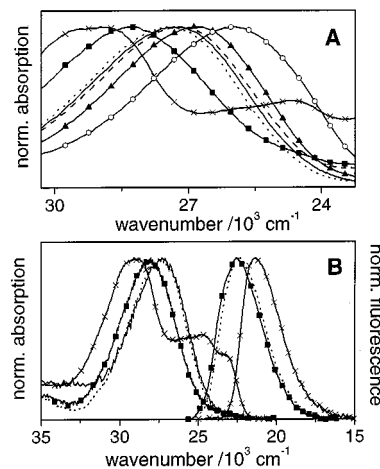 A
norm. absorption
30
27
24
wavenumber /10³ cm⁻¹
B
norm. absorption
norm. fluorescence
35
30
25
20
15
wavenumber /10³ cm⁻¹